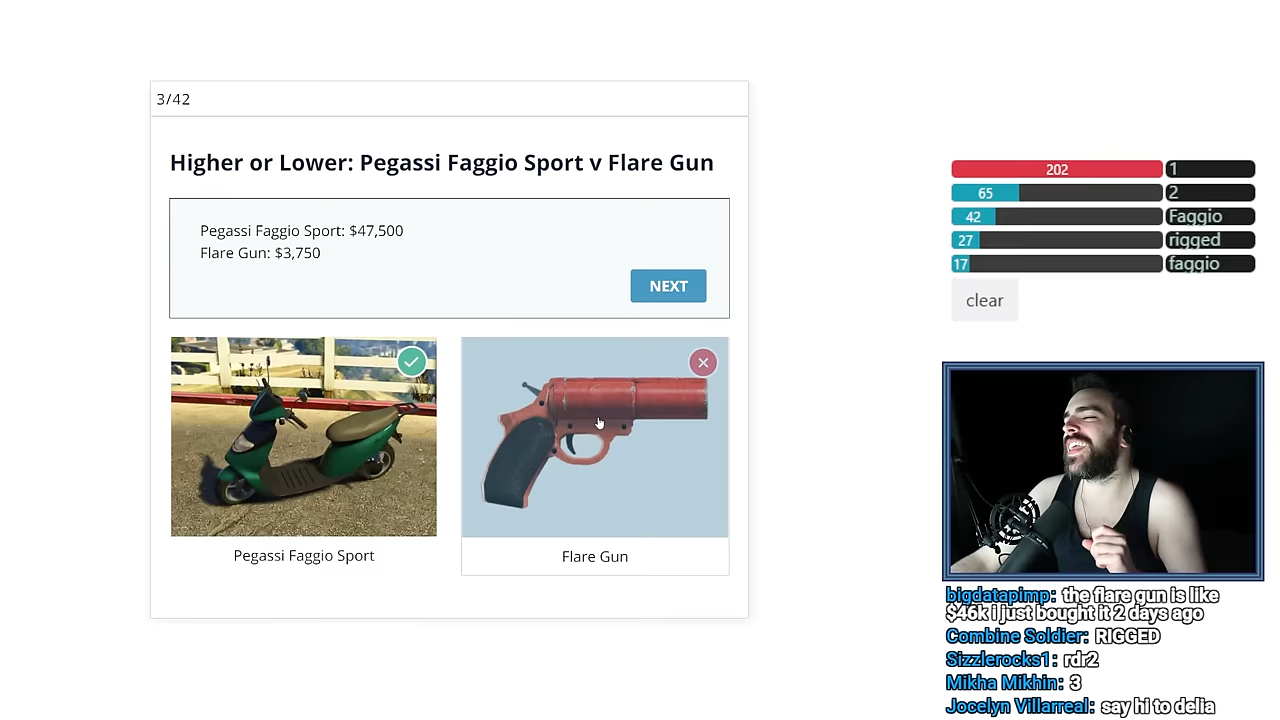 3/42
Higher or Lower: Pegassi Faggio Sport v Flare Gun
Pegassi Faggio Sport: $47,500
Flare Gun: $3,750
NEXT
Pegassi Faggio Sport
Flare Gun
202 1
65 2
42 Faggio
27 rigged
17 faggio
clear
bigdatapimp: the flare gun is like
$46k i just bought it 2 days ago
Combine Soldier: RIGGED
Sizzlerocks1: rdr2
Mikha Mikhin: 3
Jocelyn Villarreal: say hi to delia